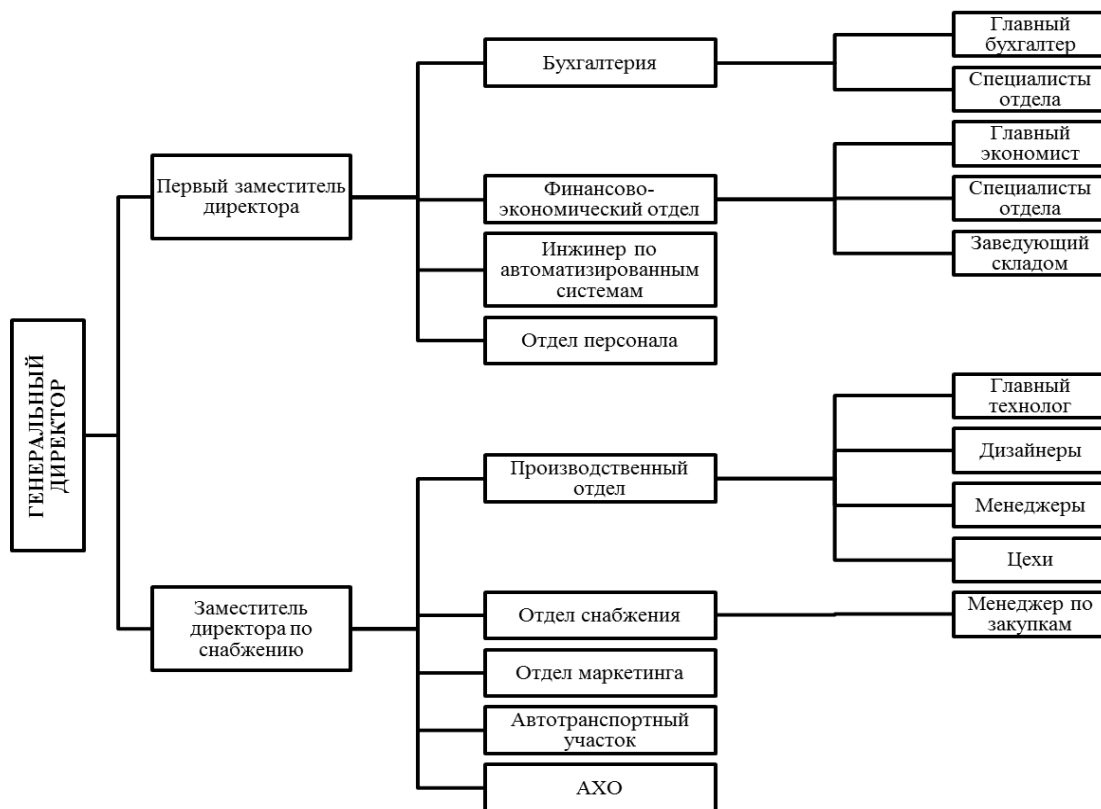 ГЕНЕРАЛЬНЫЙ
ДИРЕКТОР
Первый заместитель
директора
Бухгалтерия
Главный
бухгалтер
Специалисты
отдела
Финансово-
экономический отдел
Главный
экономист
Специалисты
отдела
Заведующий
складом
Инжинер по
автоматизированным
системам
Отдел персонала
Заместитель
директора по
снабжению
Производственный
отдел
Главный
технолог
Дизайнеры
Менеджеры
Цехи
Отдел снабжения
Менеджер по
закупкам
Отдел маркетинга
Автотранспортный
участок
АХО